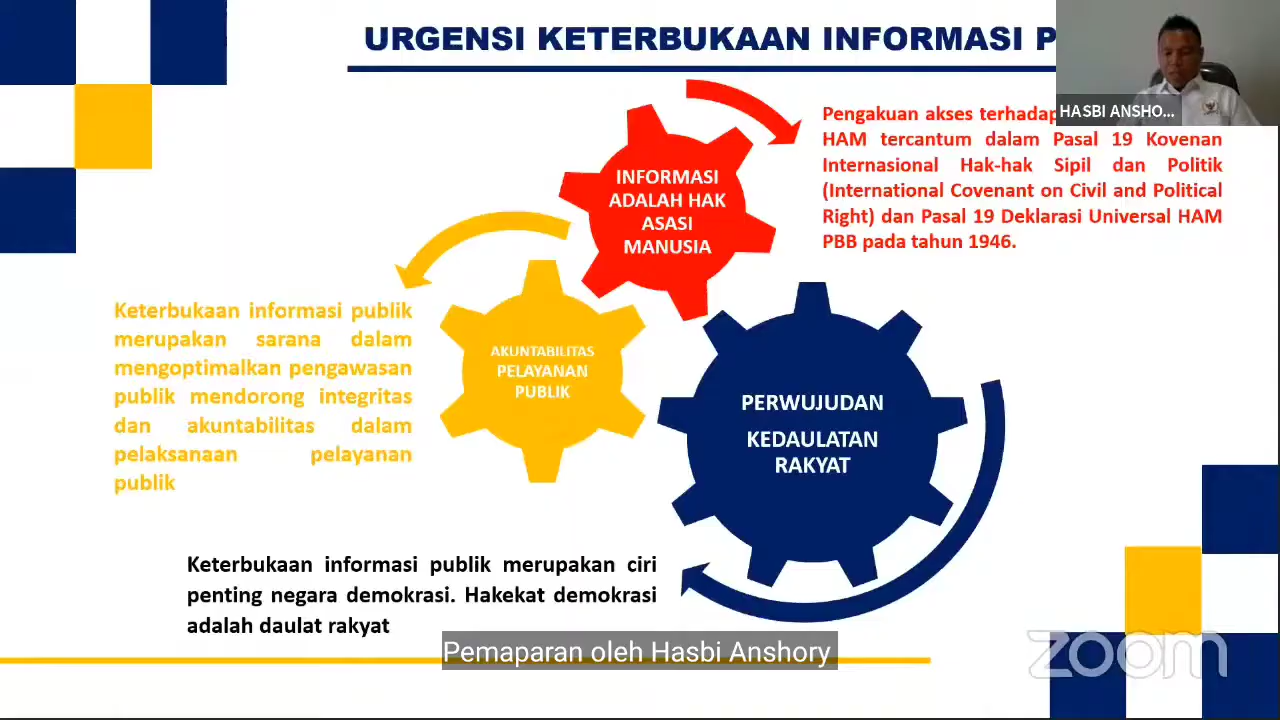 URGENSI KETERBUKAAN INFORMASI P
HASBI ANSHO...
Pengakuan akses terhadap
HAM tercantum dalam Pasal 19 Kovenan
Internasional Hak-hak Sipil dan Politik
(International Covenant on Civil and Political
Right) dan Pasal 19 Deklarasi Universal HAM
PBB pada tahun 1946.
INFORMASI
ADALAH HAK
ASASI
MANUSIA
Keterbukaan informasi publik
merupakan sarana dalam
mengoptimalkan pengawasan
publik mendorong integritas
dan akuntabilitas dalam
pelaksanaan pelayanan
publik
AKUNTABILITAS
PELAYANAN
PUBLIK
PERWUJUDAN
KEDAULATAN
RAKYAT
Keterbukaan informasi publik merupakan ciri
penting negara demokrasi. Hakekat demokrasi
adalah daulat rakyat
Pemaparan oleh Hasbi Anshory
zoom